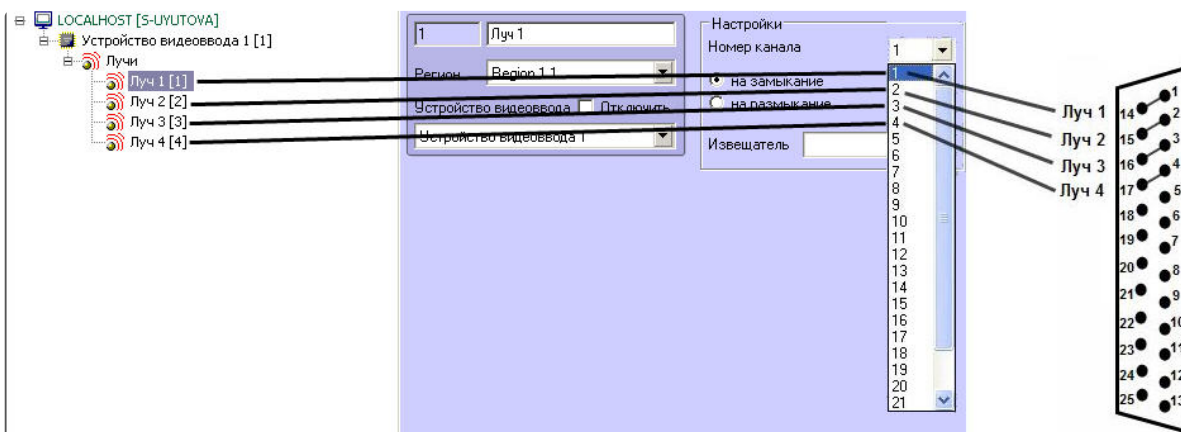 LOCALHOST [S-UYUTOVA]
Устройство видеоввода 1 [1]
Лучи
Луч 1 [1]
Луч 2 [2]
Луч 3 [3]
Луч 4 [4]
1 Луч 1
Регион Region 1.1
Устройство видеоввода Отключить
Устройство видеоввода 1
Настройки
Номер канала 1
на замыкание
на размыкание
Извещатель
1
2
3
4
5
6
7
8
9
10
11
12
13
14
15
16
17
18
19
20
21
Луч 1
Луч 2
Луч 3
Луч 4
1
14
2
15
3
16
4
17
5
18
6
19
7
20
8
21
9
22
10
23
11
24
12
25
13